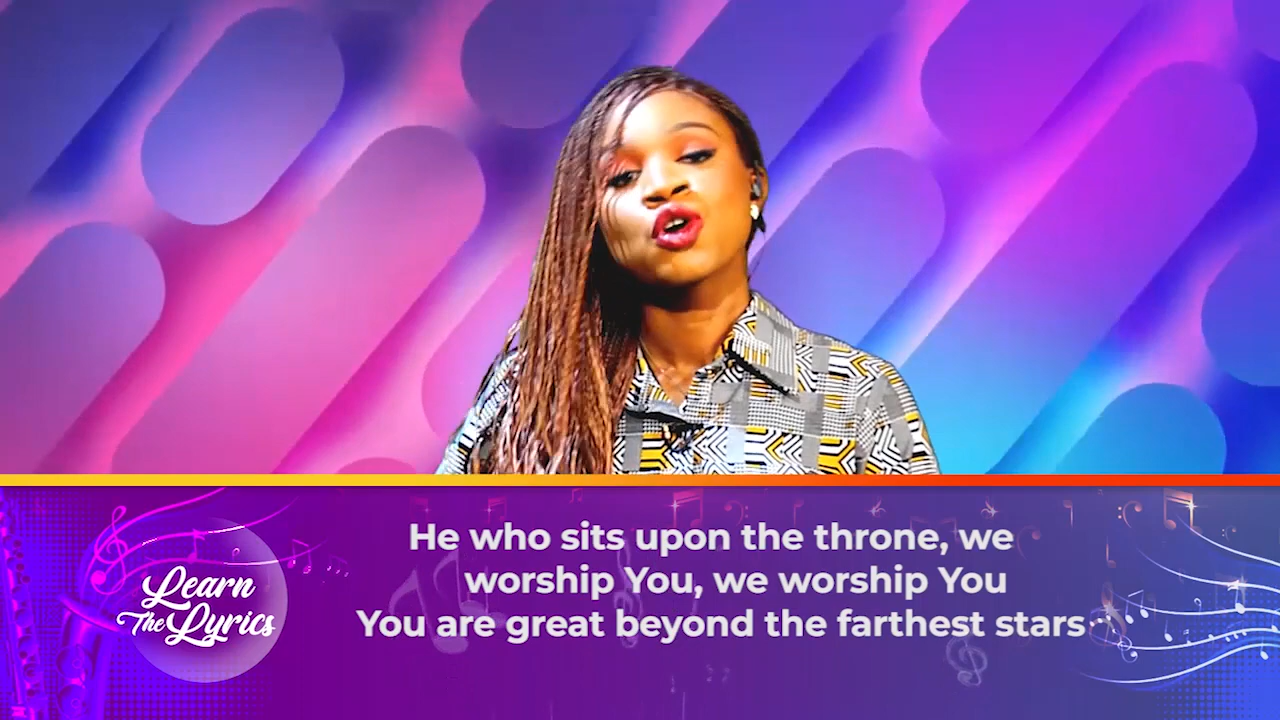 He who sits upon the throne, we
worship You, we worship You
You are great beyond the farthest stars
Learn
The Lyrics